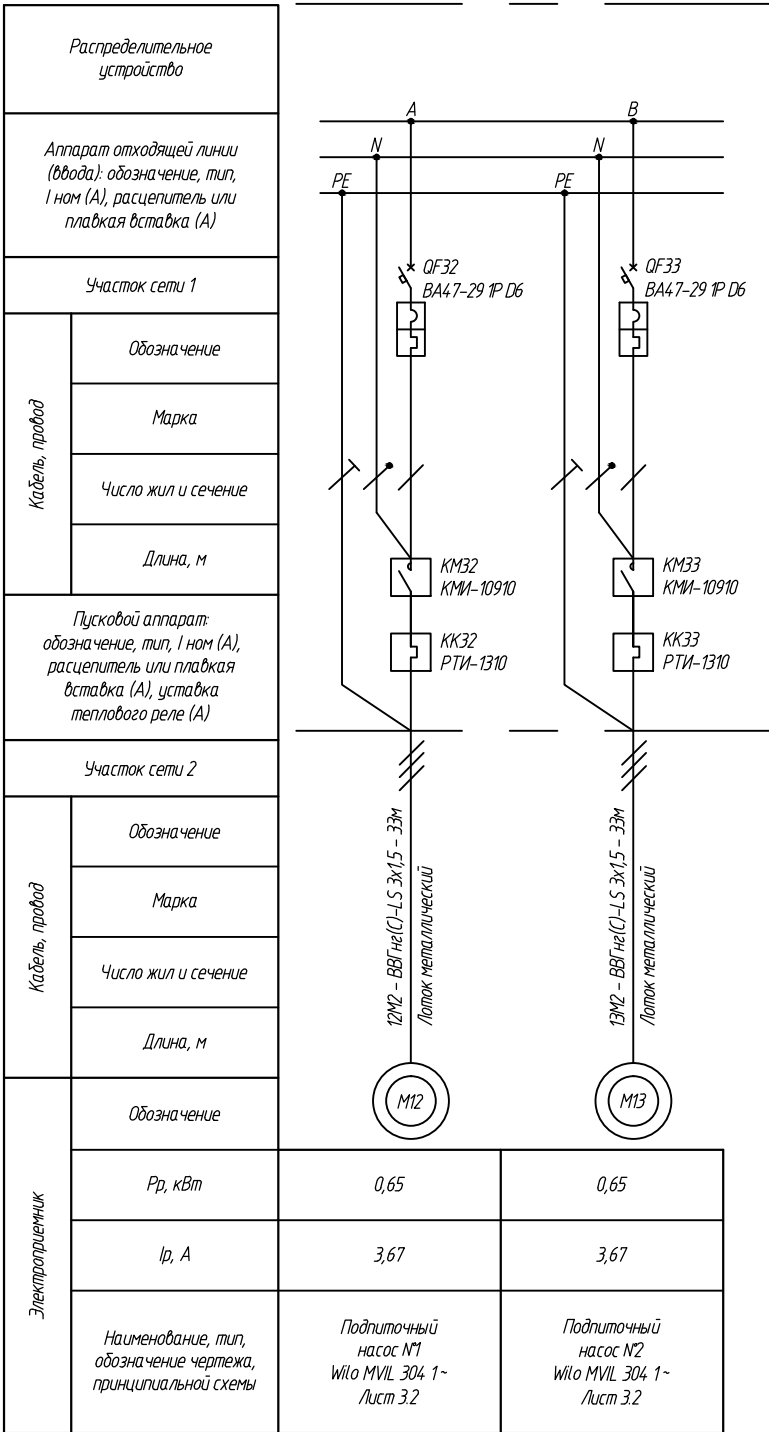 Распределительное
устройство
Аппарат отходящей линии
(ввода): обозначение, тип,
I ном (А), расцепитель или
плавкая вставка (А)
Участок сети 1
Кабель, провод
Обозначение
Марка
Число жил и сечение
Длина, м
Пусковой аппарат:
обозначение, тип, I ном (А),
расцепитель или плавкая
вставка (А), уставка
теплового реле (А)
Участок сети 2
Кабель, провод
Обозначение
Марка
Число жил и сечение
Длина, м
A
N
PE
QF32
ВА47-29 1P D6
KM32
КМИ-10910
KK32
РТИ-1310
12М2 - ВВГнг(С)-LS 3х1,5 - 33м
Лоток металлический
M12
B
N
PE
QF33
ВА47-29 1P D6
KM33
КМИ-10910
KK33
РТИ-1310
13М2 - ВВГнг(С)-LS 3х1,5 - 33м
Лоток металлический
M13
Электроприемник
Обозначение
Рр, кВт
0,65
0,65
Iр, А
3,67
3,67
Наименование, тип,
обозначение чертежа,
принципиальной схемы
Подпиточный
насос №1
Wilo MVIL 304 1~
Лист 3.2
Подпиточный
насос №2
Wilo MVIL 304 1~
Лист 3.2